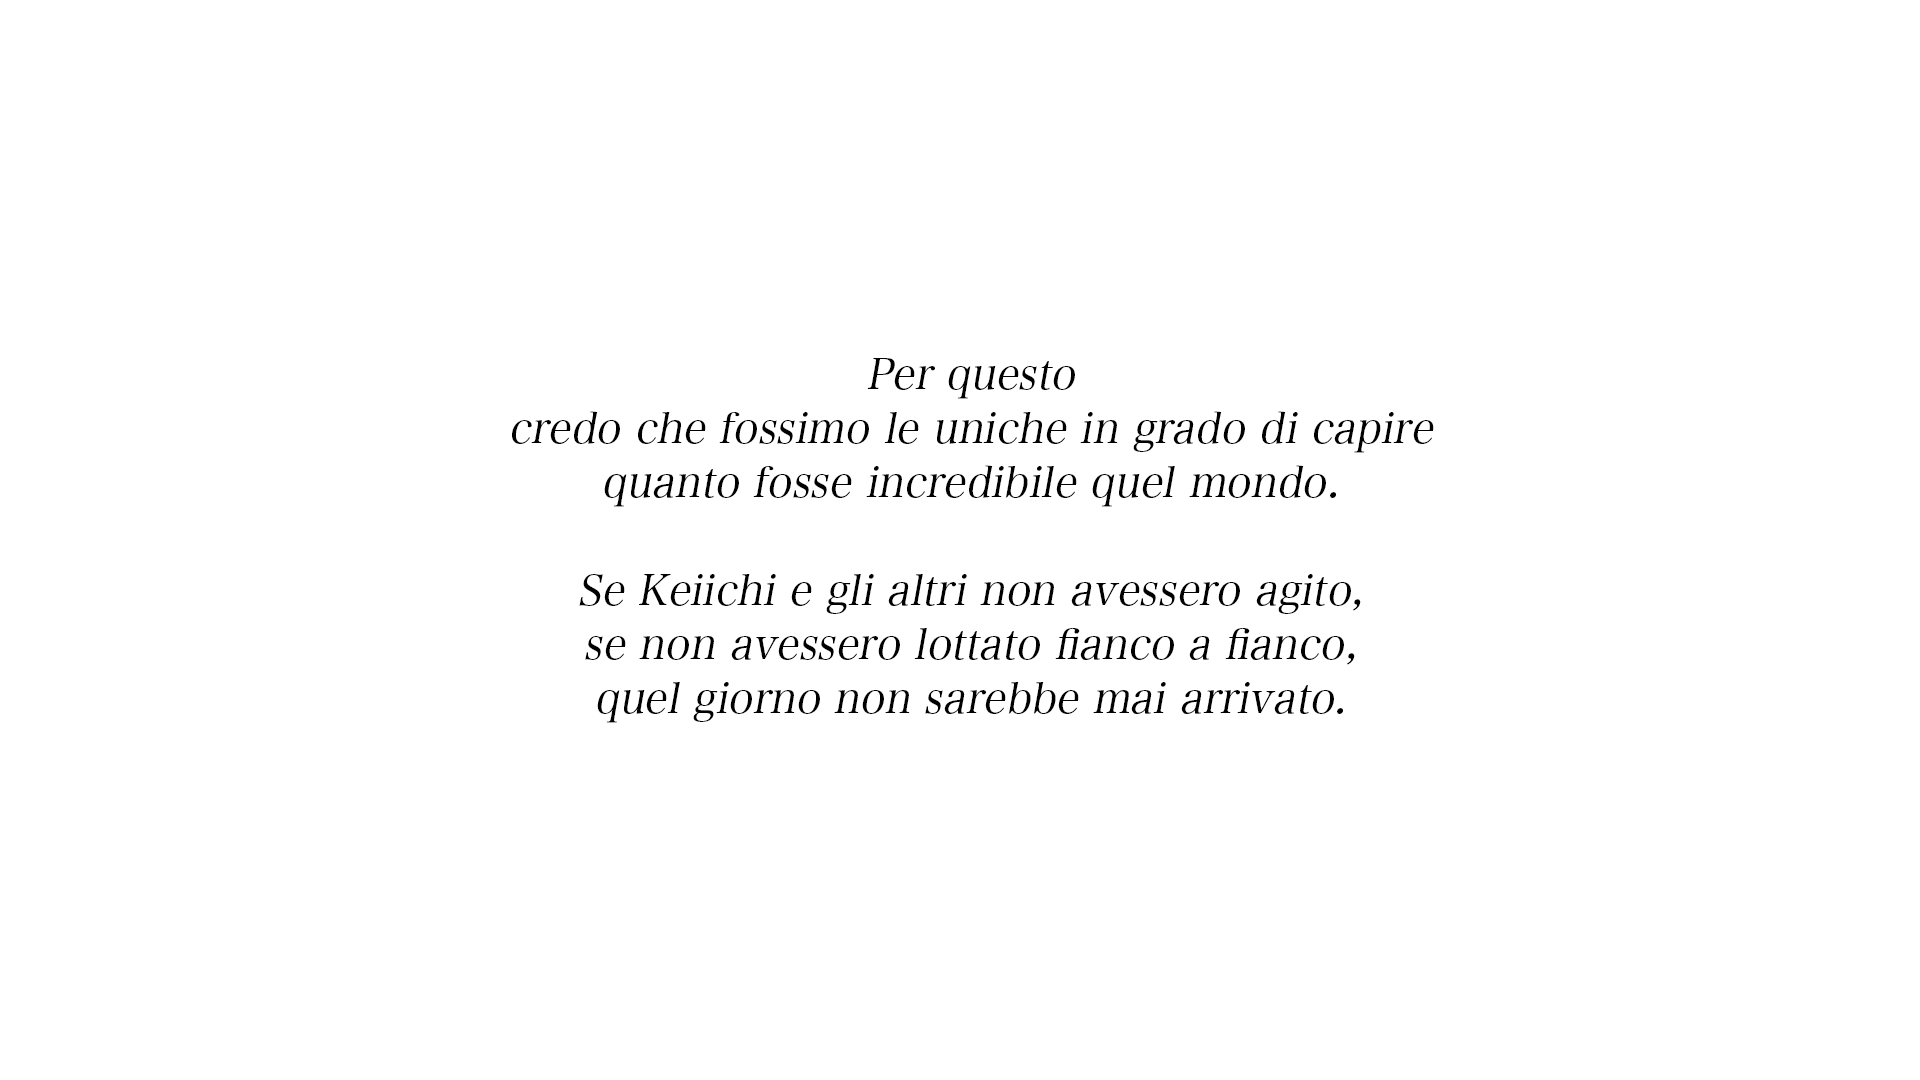 Per questo
credo che fossimo le uniche in grado di capire
quanto fosse incredibile quel mondo.
Se Keiichi e gli altri non avessero agito,
se non avessero lottato fianco a fianco,
quel giorno non sarebbe mai arrivato.